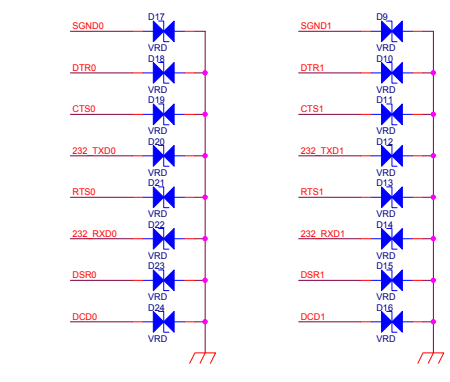 D17 D9
SGND0 SGND1
VRD VRD
D18 D10
DTR0 DTR1
VRD VRD
D19 D11
CTS0 CTS1
VRD VRD
D20 D12
232_TXD0 232_TXD1
VRD VRD
D21 D13
RTS0 RTS1
VRD VRD
D22 D14
232_RXD0 232_RXD1
VRD VRD
D23 D15
DSR0 DSR1
VRD VRD
D24 D16
DCD0 DCD1
VRD VRD